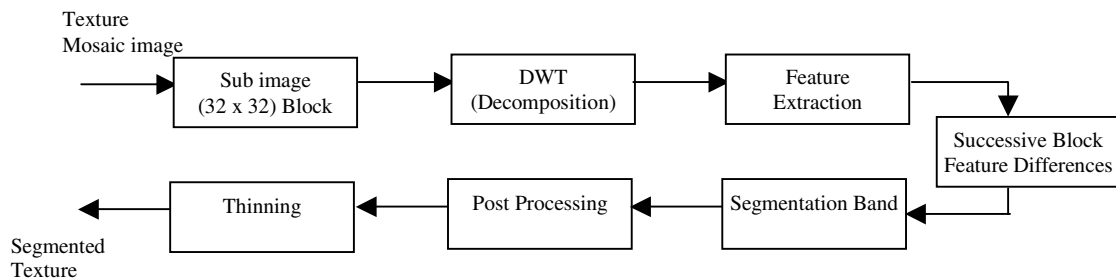 Texture
Mosaic image
Sub image
(32 x 32) Block
DWT
(Decomposition)
Feature
Extraction
Successive Block
Feature Differences
Segmentation Band
Post Processing
Thinning
Segmented
Texture